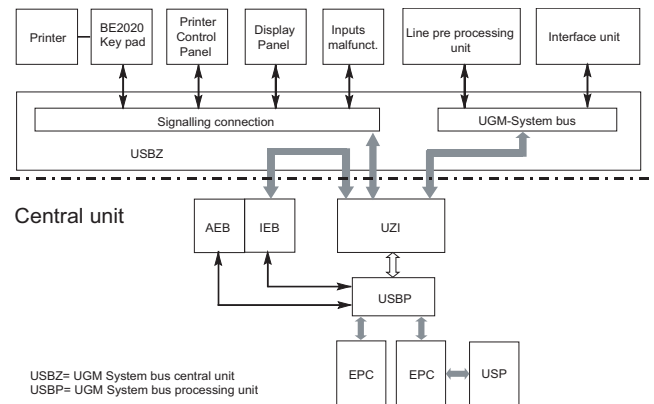 Printer
BE2020
Key pad
Printer
Control
Panel
Display
Panel
Inputs
malfunct.
Line pre processing
unit
Interface unit
Signalling connection
UGM-System bus
USBZ
Central unit
AEB
IEB
UZI
USBP
EPC
EPC
USP
USBZ= UGM System bus central unit
USBP= UGM System bus processing unit